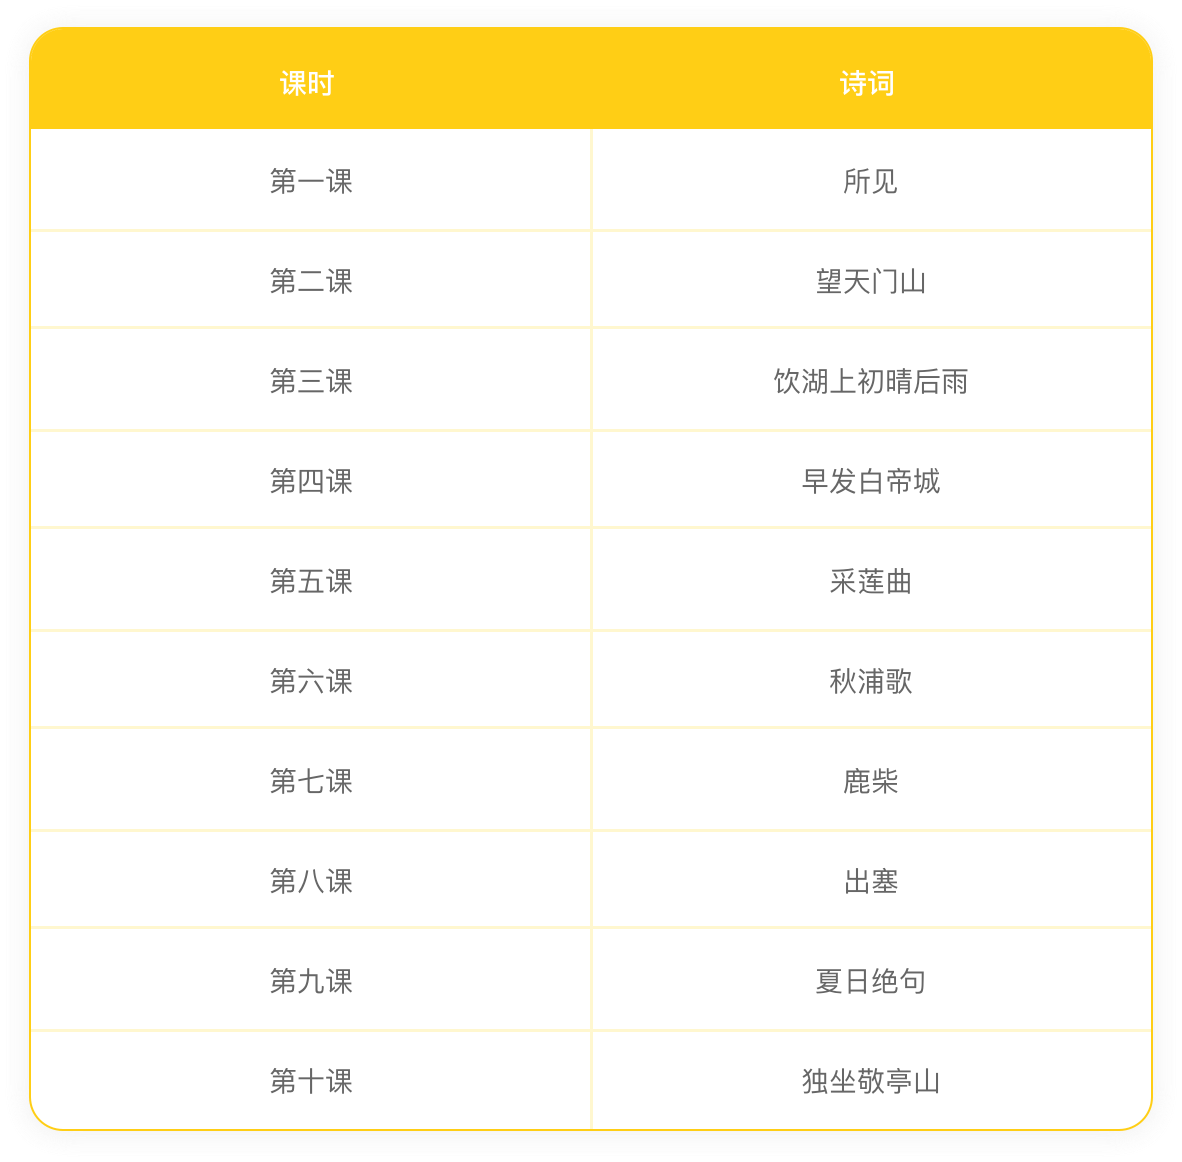 课时 诗词
第一课 所见
第二课 望天门山
第三课 饮湖上初晴后雨
第四课 早发白帝城
第五课 采莲曲
第六课 秋浦歌
第七课 鹿柴
第八课 出塞
第九课 夏日绝句
第十课 独坐敬亭山